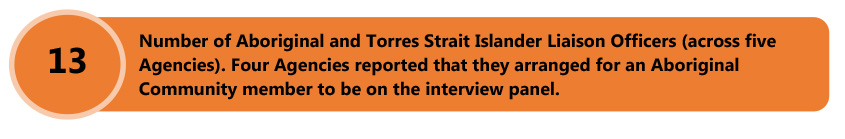 13
Number of Aboriginal and Torres Strait Islander Liaison Officers (across five
Agencies). Four Agencies reported that they arranged for an Aboriginal
Community member to be on the interview panel.